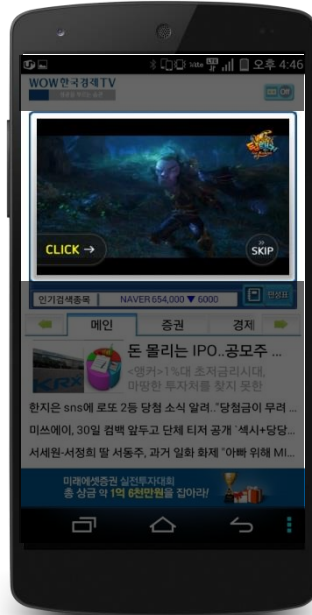 오후 4:46
WOW 한국경제TV
CLICK →
SKIP
인기검색종목
NAVER 654,000 ▼ 6000
메인
증권
경제
돈 몰리는 IPO..공모주 ...
<앵커>1%대 초저금리시대,
마땅한 투자처를 찾지 못한
KRX
한지은 sns에 로또 2등 당첨 소식 알려.."당첨금이 무려 ...
미쓰에이, 30일 컴백 앞두고 단체 티저 공개 '섹시+당당...
서세원-서정희 딸 서동주, 과거 일화 화제 "아빠 위해 MI...
미래에셋증권 실전투자대회
총 상금 약 1억 6천만원을 잡아라!